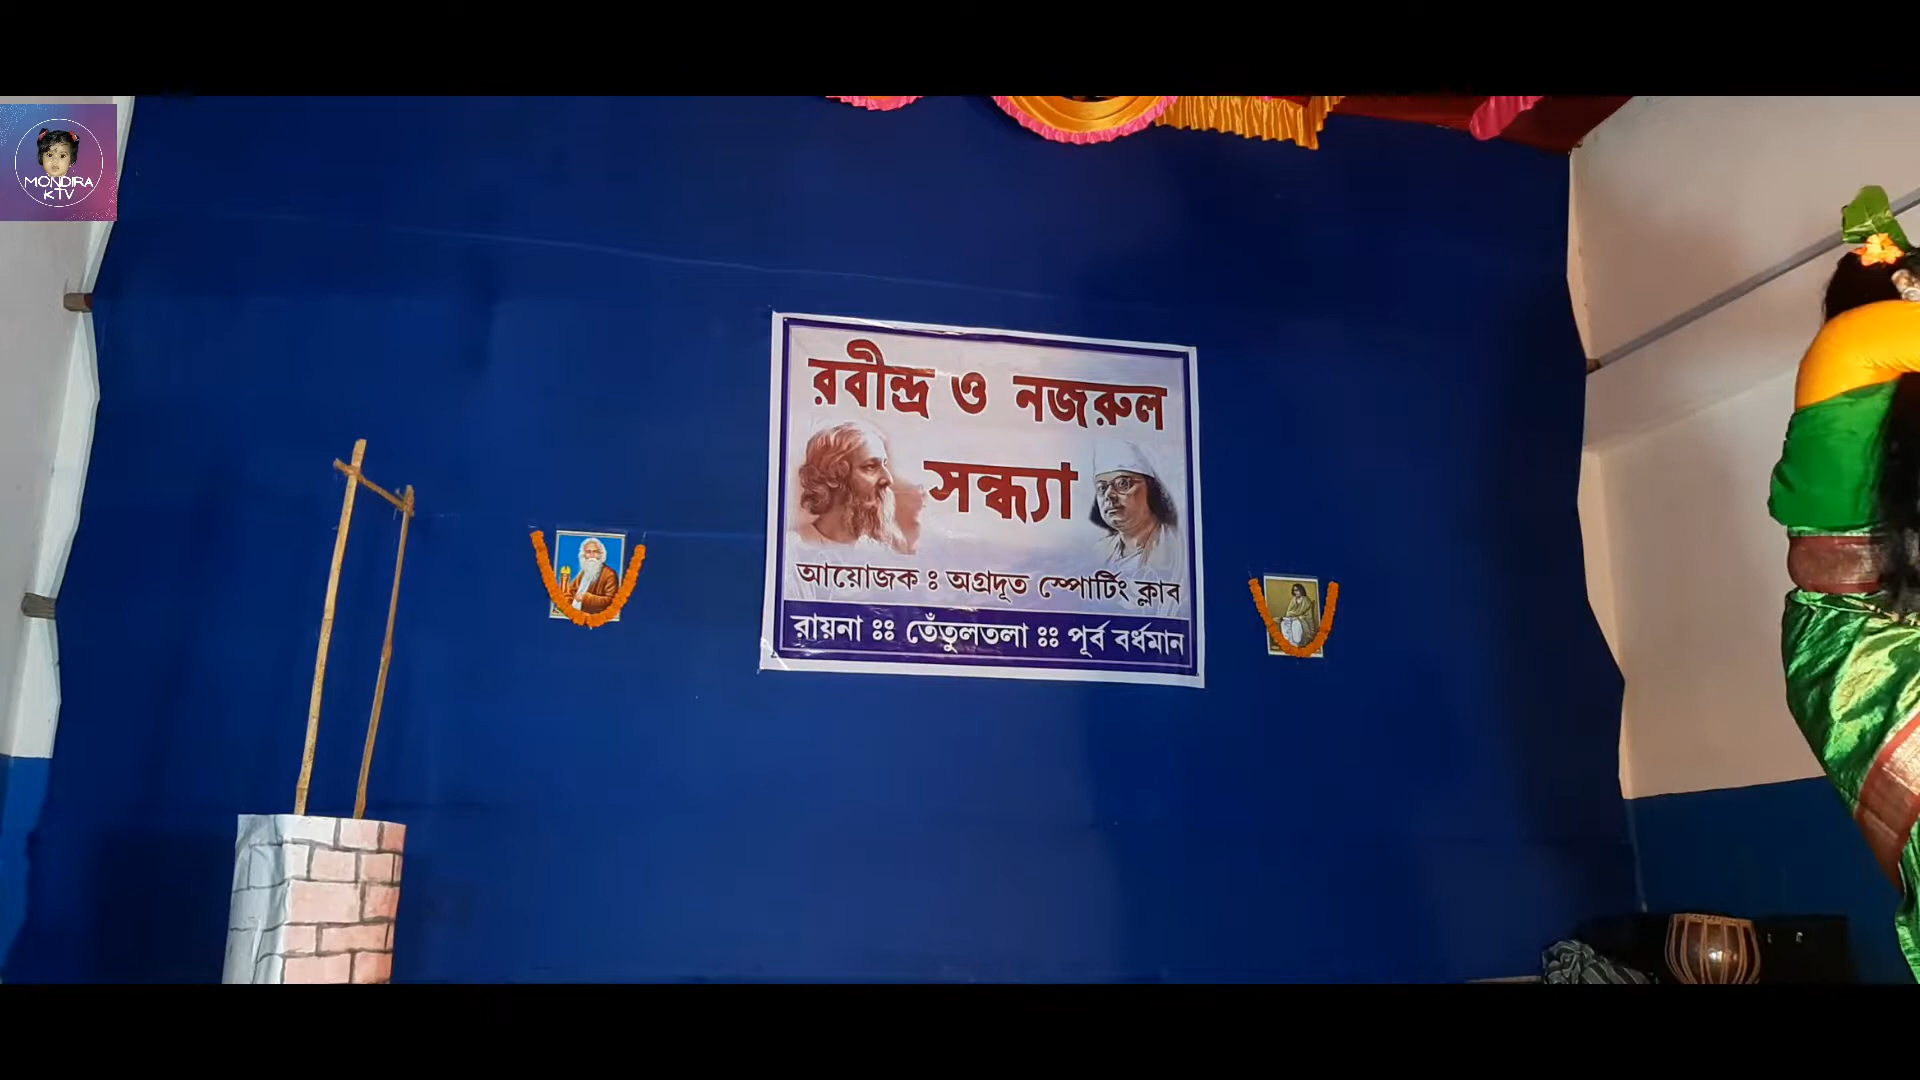 MONDIRA
KTV
রবীন্দ্র ও নজরুল
সন্ধ্যা
আয়োজক ঃ অগ্রদূত স্পোর্টিং ক্লাব
রায়না ঃঃ তেঁতুলতলা ঃঃ পূর্ব বর্ধমান